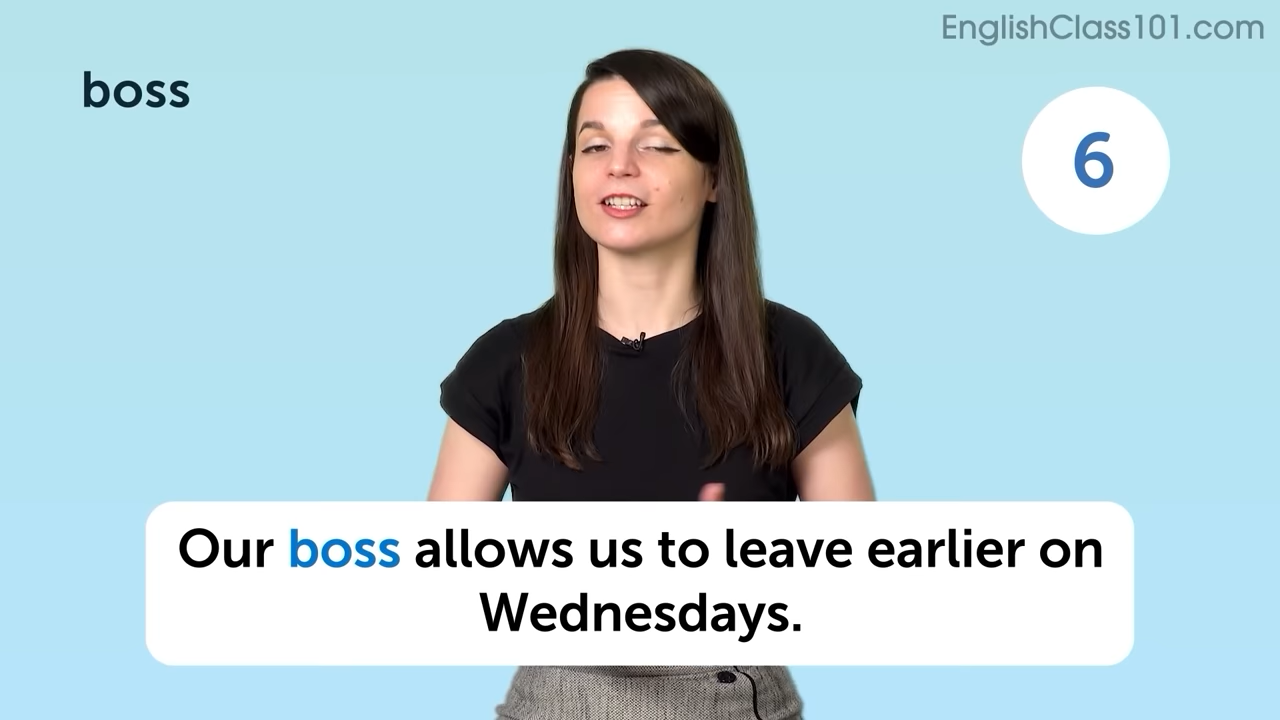 EnglishClass101.com
boss
6
Our boss allows us to leave earlier on
Wednesdays.